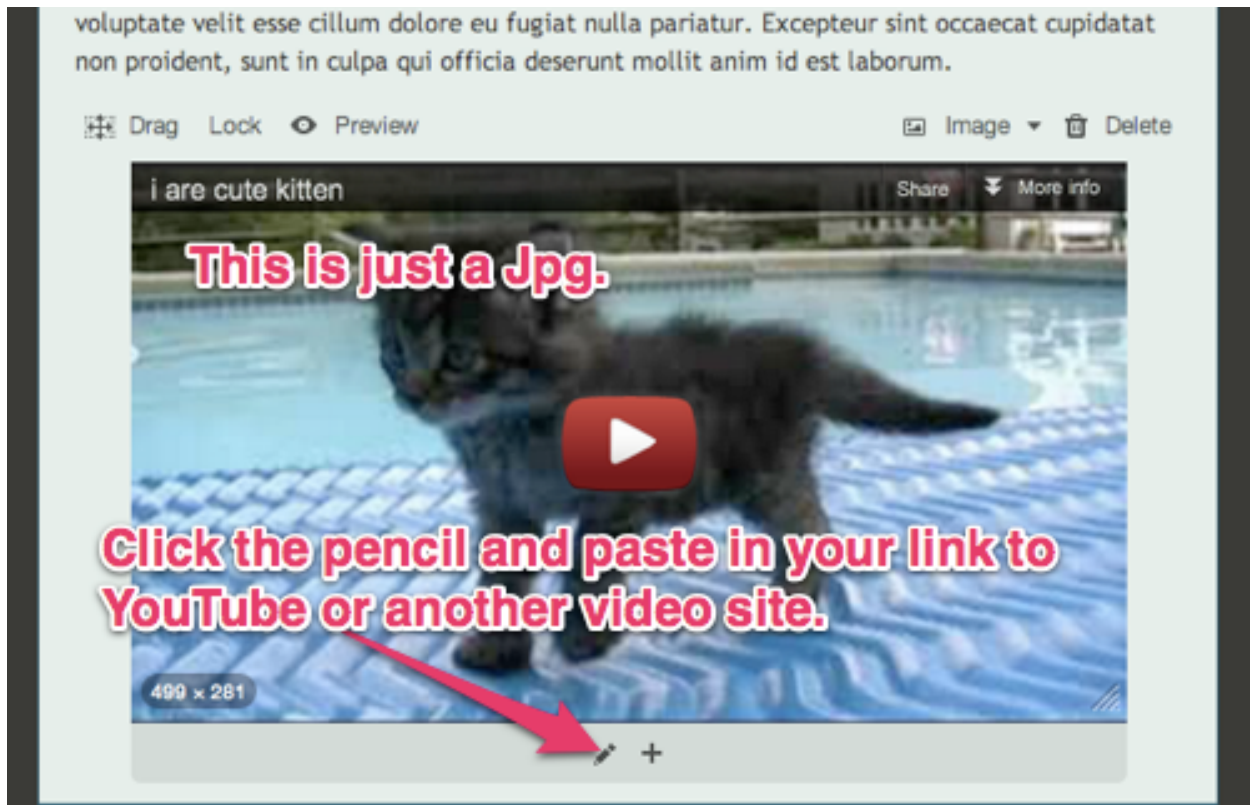 voluptate velit esse cillum dolore eu fugiat nulla pariatur. Excepteur sint occaecat cupidatat
non proident, sunt in culpa qui officia deserunt mollit anim id est laborum.
Drag Lock Preview Image Delete
i are cute kitten Share More info
This is just a Jpg.
Click the pencil and paste in your link to
YouTube or another video site.
499 × 281